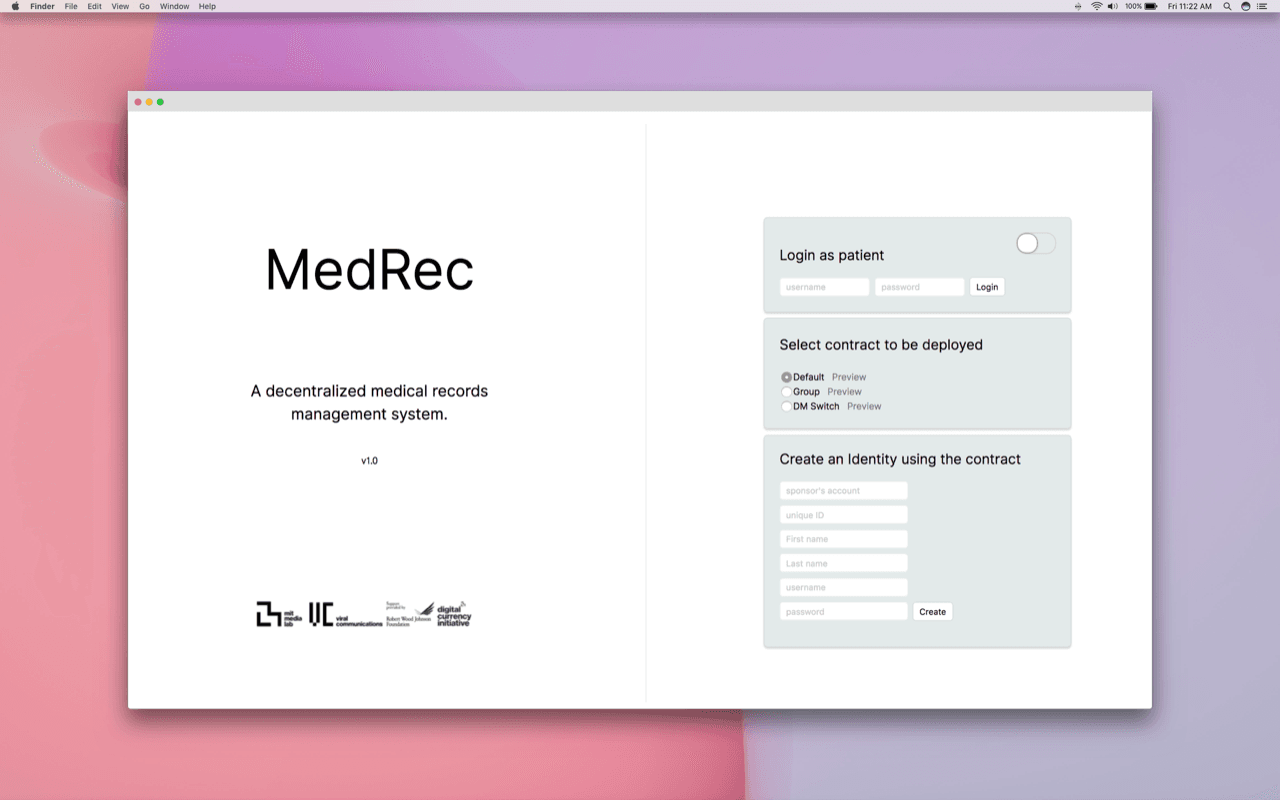 Finder File Edit View Go Window Help
100% Fri 11:22 AM
MedRec
A decentralized medical records
management system.
v1.0
mit
media
lab
viral
communications
Support
provided by
Robert Wood Johnson
Foundation
digital
currency
initiative
Login as patient
username password Login
Select contract to be deployed
Default Preview
Group Preview
DM Switch Preview
Create an Identity using the contract
sponsor's account
unique ID
First name
Last name
username
password Create